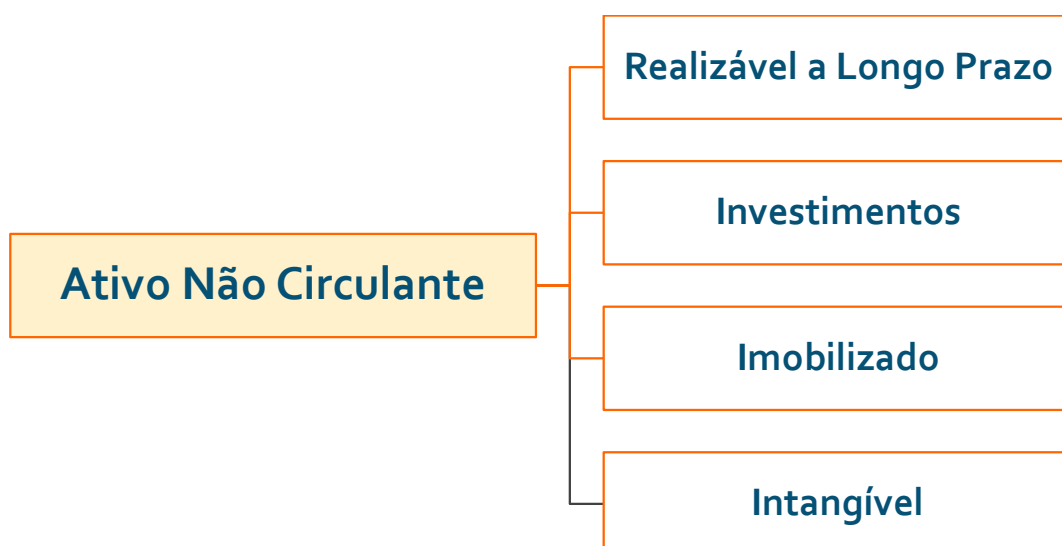 Realizável a Longo Prazo
Investimentos
Ativo Não Circulante
Imobilizado
Intangível